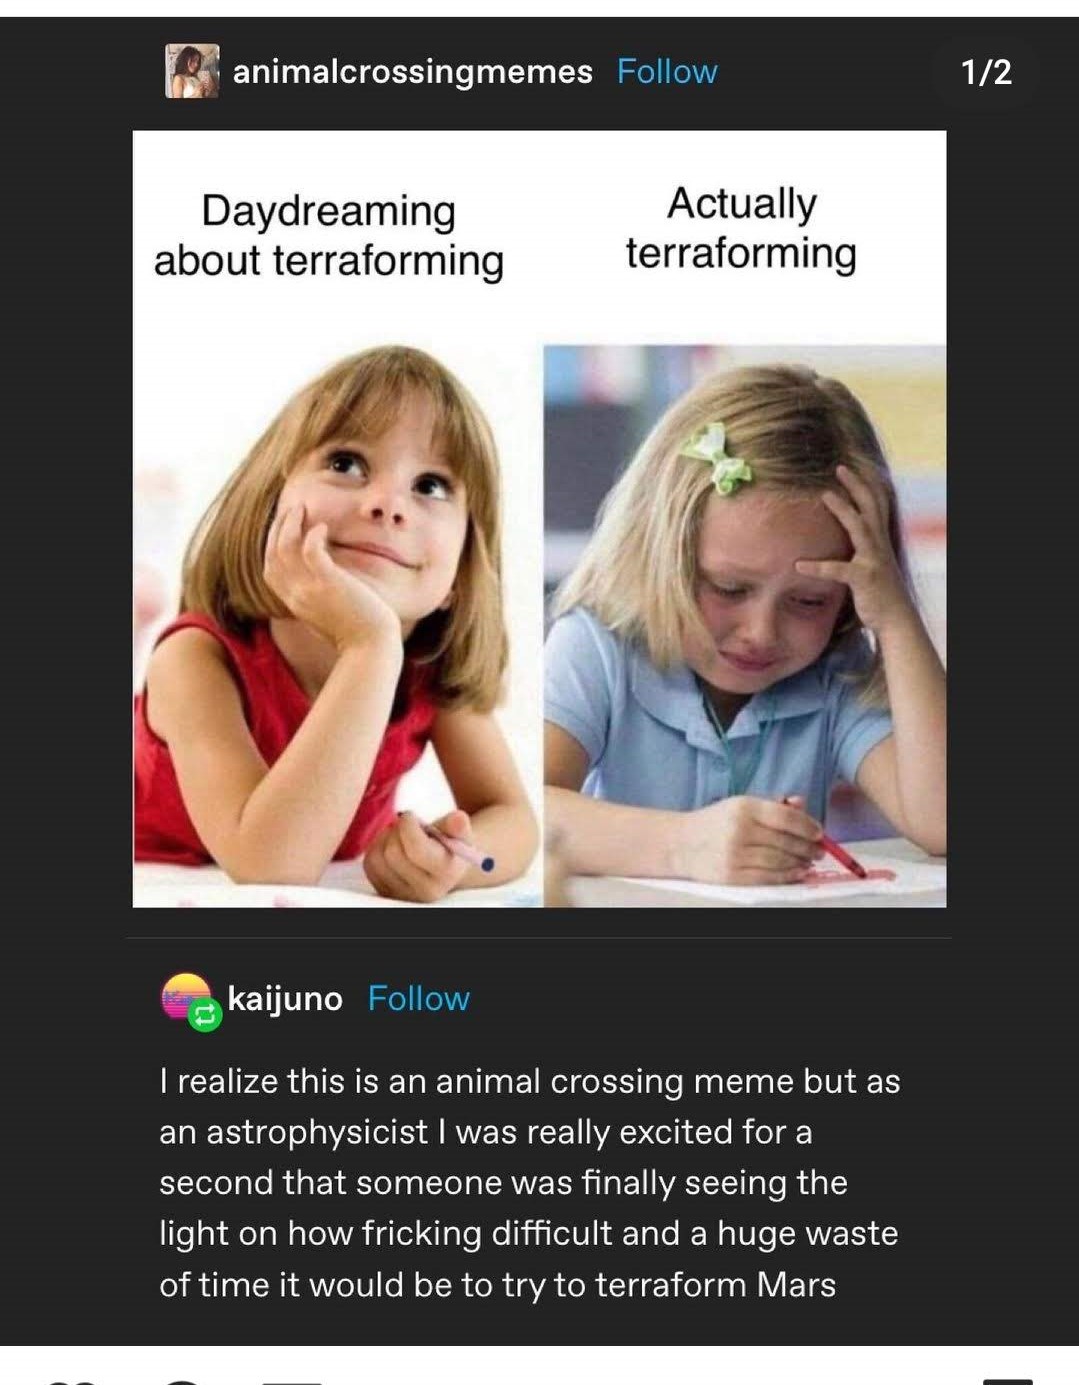 animalcrossingmemes Follow 1/2
Daydreaming
about terraforming
Actually
terraforming
kaijuno Follow
I realize this is an animal crossing meme but as
an astrophysicist I was really excited for a
second that someone was finally seeing the
light on how fricking difficult and a huge waste
of time it would be to try to terraform Mars